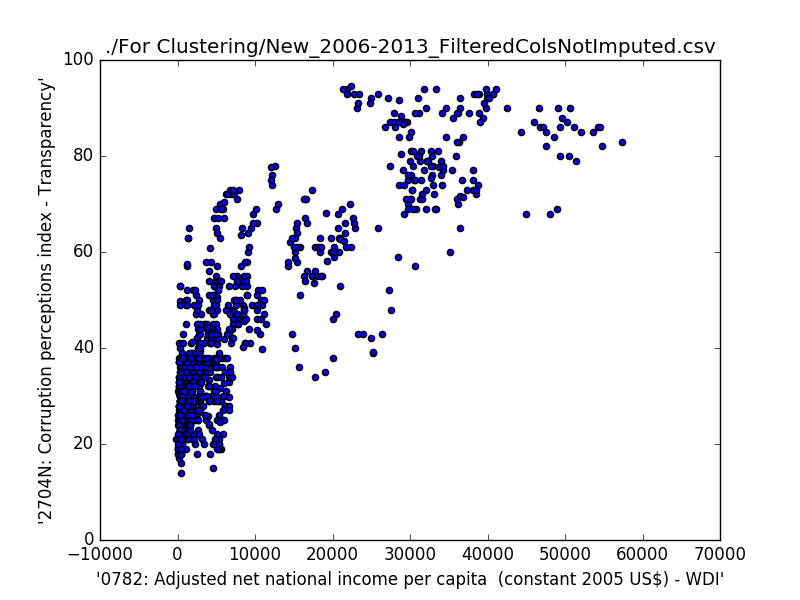 ./For Clustering/New_2006-2013_FilteredColsNotImputed.csv
100
80
60
40
20
0
'2704N: Corruption perceptions index - Transparency'
−10000 0 10000 20000 30000 40000 50000 60000 70000
'0782: Adjusted net national income per capita  (constant 2005 US$) - WDI'